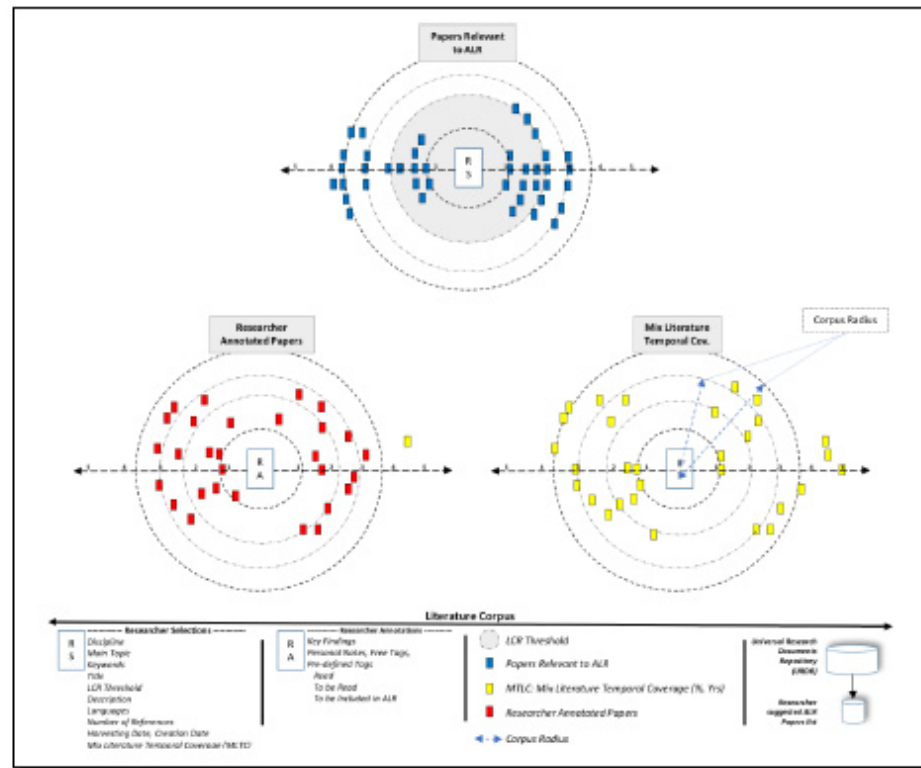 Papers Relevant
to ALR
R
S
Researcher
Annotated Papers
Mix Literature
Temporal Cov.
Corpus Radius
R
A
Literature Corpus
Researcher Selections
R
S
Discipline
Main Topic
Keywords
Title
LCR Threshold
Description
Languages
Number of References
Harvesting Date, Creation Date
Mix Literature Temporal Coverage (MLTC)
Researcher Annotations
R
A
Key Findings
Personal Notes, Free Tags,
Pre-defined Tags
Read
To be Read
To be Included in ALR
LCR Threshold
Papers Relevant to ALR
MTLC: Mix Literature Temporal Coverage (%, Yrs)
Researcher Annotated Papers
Corpus Radius
Universal Research
Documents
Repository
(URDR)
Researcher
suggested ALR
Papers list